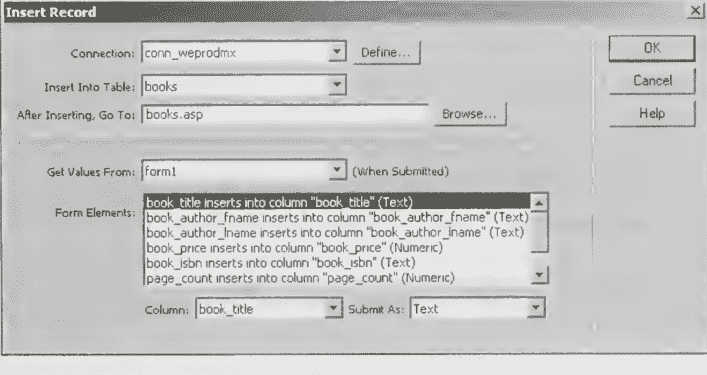 Insert Record
Connection: conn_weprodmx Define... OK
Insert Into Table: books Cancel
After Inserting, Go To: books.asp Browse... Help
Get Values From: form1 (When Submitted)
Form Elements:
book_title inserts into column "book_title" (Text)
book_author_fname inserts into column "book_author_fname" (Text)
book_author_lname inserts into column "book_author_lname" (Text)
book_price inserts into column "book_price" (Numeric)
book_isbn inserts into column "book_isbn" (Text)
page_count inserts into column "page_count" (Numeric)
Column: book_title Submit As: Text